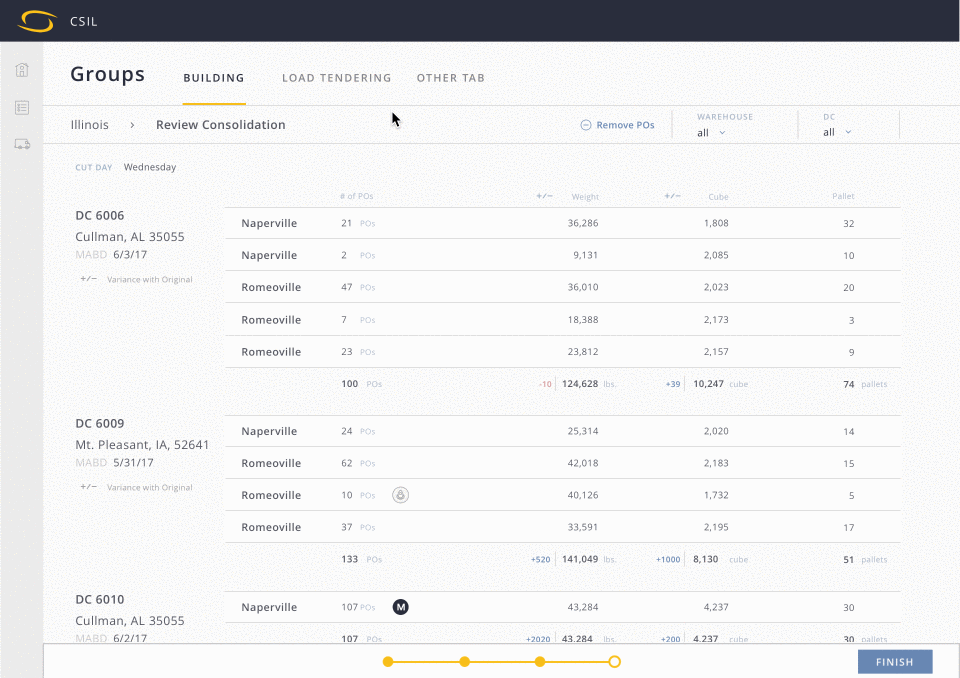 CSIL
Groups BUILDING LOAD TENDERING OTHER TAB
Illinois › Review Consolidation Remove POs WAREHOUSE all DC all
CUT DAY Wednesday
# of POs +/− Weight +/− Cube Pallet
DC 6006
Cullman, AL 35055
MABD 6/3/17
+/− Variance with Original
Naperville 21 POs 36,286 1,808 32
Naperville 2 POs 9,131 2,085 10
Romeoville 47 POs 36,010 2,023 20
Romeoville 7 POs 18,388 2,173 3
Romeoville 23 POs 23,812 2,157 9
100 POs -10 124,628 lbs. +39 10,247 cube 74 pallets
DC 6009
Mt. Pleasant, IA, 52641
MABD 5/31/17
+/− Variance with Original
Naperville 24 POs 25,314 2,020 14
Romeoville 62 POs 42,018 2,183 15
Romeoville 10 POs 40,126 1,732 5
Romeoville 37 POs 33,591 2,195 17
133 POs +520 141,049 lbs. +1000 8,130 cube 51 pallets
DC 6010
Cullman, AL 35055
MABD 6/2/17
Naperville 107 POs M 43,284 4,237 30
107 POs +2020 43,284 lbs. +200 4,237 cube 30 pallets
FINISH